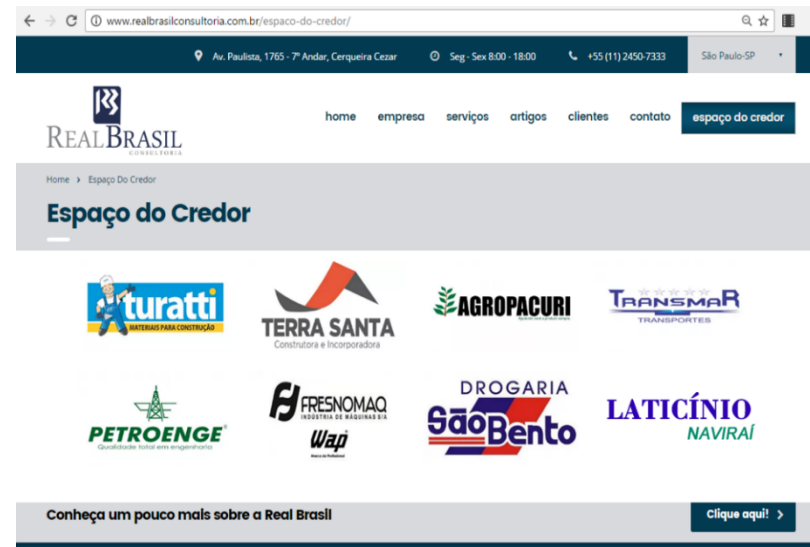 www.realbrasilconsultoria.com.br/espaco-do-credor/
Av. Paulista, 1765 - 7º Andar, Cerqueira Cezar
Seg - Sex 8:00 - 18:00
+55 (11) 2450-7333
São Paulo-SP
REALBRASIL
CONSULTORIA
home empresa serviços artigos clientes contato espaço do credor
Home > Espaço Do Credor
Espaço do Credor
turatti
MATERIAIS PARA CONSTRUÇÃO
TERRA SANTA
Construtora e Incorporadora
AGROPACURI
TRANSMAR
TRANSPORTES
PETROENGE
Qualidade total em engenharia
FRESNOMAQ
INDÚSTRIA DE MÁQUINAS S/A
Wap
DROGARIA
São Bento
LATICÍNIO
NAVIRAÍ
Conheça um pouco mais sobre a Real Brasil
Clique aqui! >